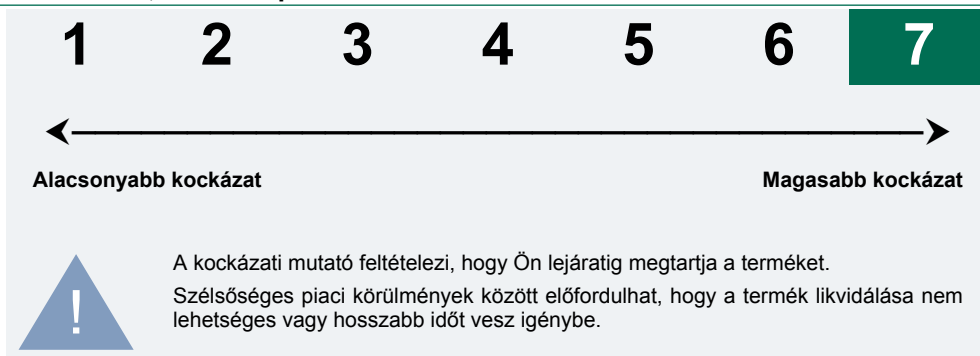 1 2 3 4 5 6 7
Alacsonyabb kockázat Magasabb kockázat
A kockázati mutató feltételezi, hogy Ön lejáratig megtartja a terméket.
Szélsőséges piaci körülmények között előfordulhat, hogy a termék likvidálása nem
lehetséges vagy hosszabb időt vesz igénybe.
!